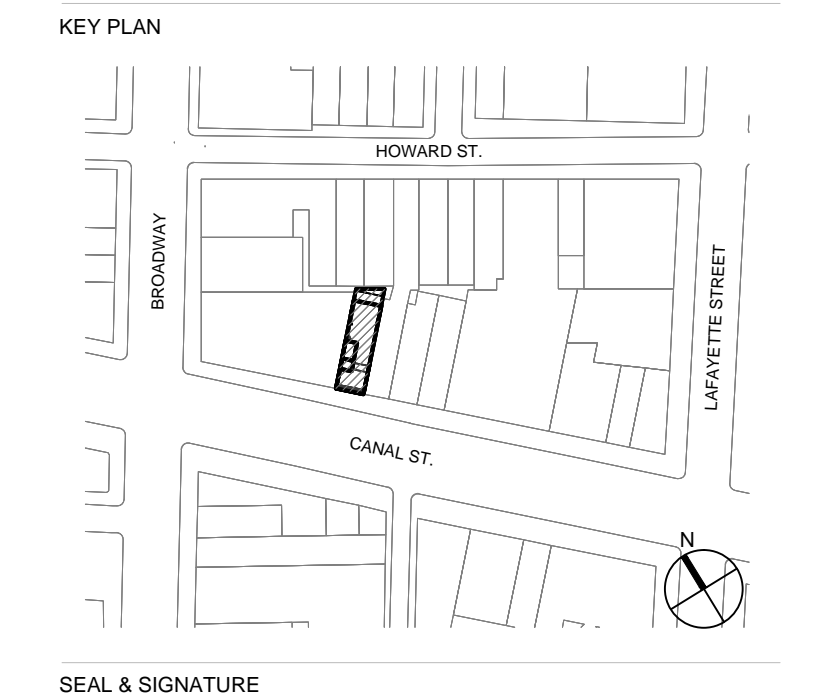 KEY PLAN
HOWARD ST.
BROADWAY
LAFAYETTE STREET
CANAL ST.
N
SEAL & SIGNATURE